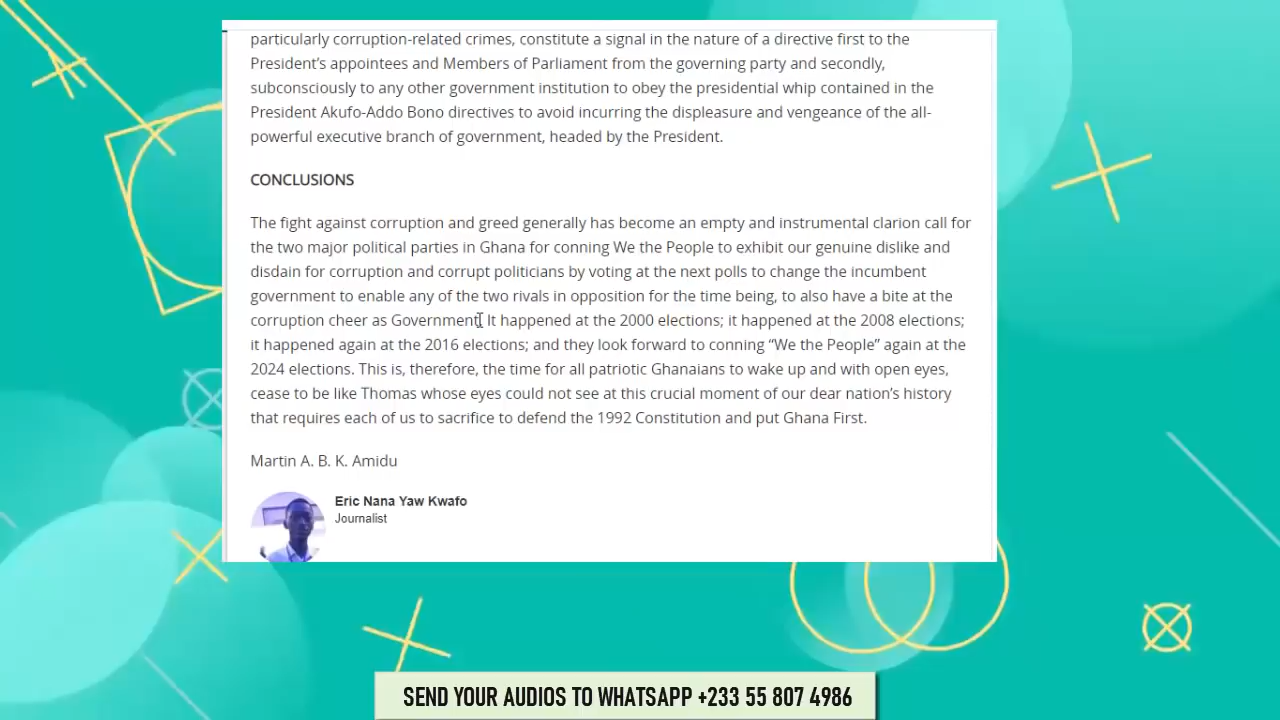 particularly corruption-related crimes, constitute a signal in the nature of a directive first to the
President's appointees and Members of Parliament from the governing party and secondly,
subconsciously to any other government institution to obey the presidential whip contained in the
President Akufo-Addo Bono directives to avoid incurring the displeasure and vengeance of the all-
powerful executive branch of government, headed by the President.
CONCLUSIONS
The fight against corruption and greed generally has become an empty and instrumental clarion call for
the two major political parties in Ghana for conning We the People to exhibit our genuine dislike and
disdain for corruption and corrupt politicians by voting at the next polls to change the incumbent
government to enable any of the two rivals in opposition for the time being, to also have a bite at the
corruption cheer as Government. It happened at the 2000 elections; it happened at the 2008 elections;
it happened again at the 2016 elections; and they look forward to conning “We the People” again at the
2024 elections. This is, therefore, the time for all patriotic Ghanaians to wake up and with open eyes,
cease to be like Thomas whose eyes could not see at this crucial moment of our dear nation's history
that requires each of us to sacrifice to defend the 1992 Constitution and put Ghana First.
Martin A. B. K. Amidu
Eric Nana Yaw Kwafo
Journalist
SEND YOUR AUDIOS TO WHATSAPP +233 55 807 4986